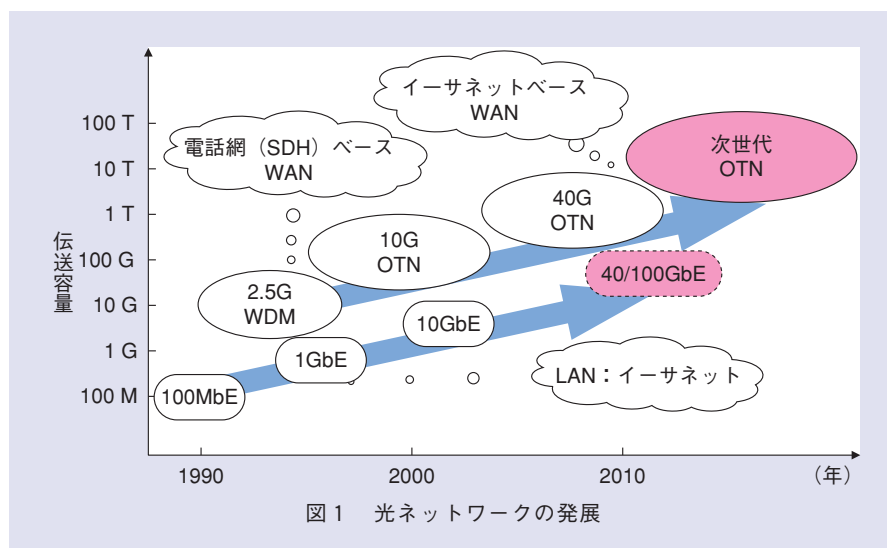 イーサネットベース
WAN
電話網（SDH）ベース
WAN
次世代
OTN
40G
OTN
10G
OTN
2.5G
WDM
40/100GbE
10GbE
1GbE
100MbE
LAN：イーサネット
伝送容量
100 T
10 T
1 T
100 G
10 G
1 G
100 M
1990
2000
2010
（年）
図1　光ネットワークの発展